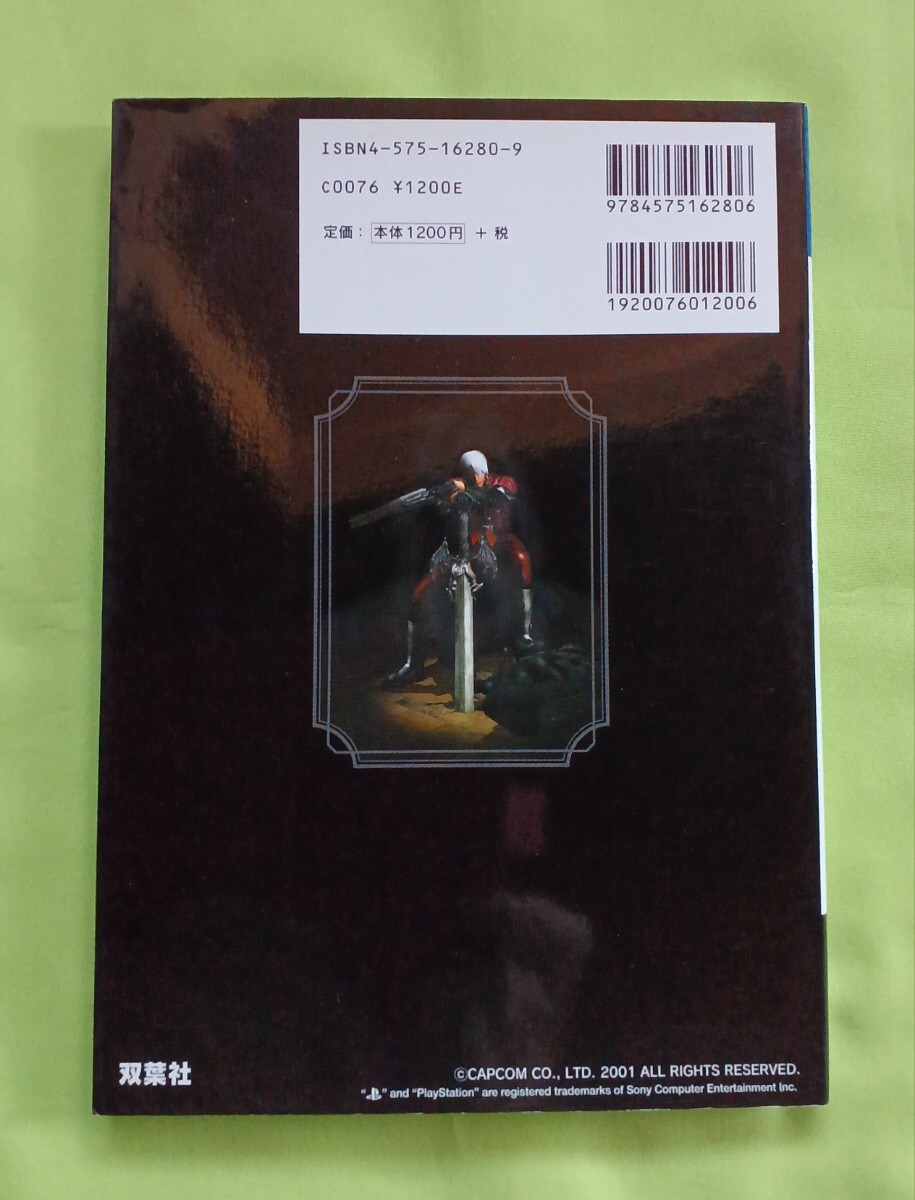 ISBN4-575-16280-9
C0076 ¥1200E
定価：本体1200円 + 税
9784575162806
1920076012006
双葉社
©CAPCOM CO., LTD. 2001 ALL RIGHTS RESERVED.
“ ” and “PlayStation” are registered trademarks of Sony Computer Entertainment Inc.